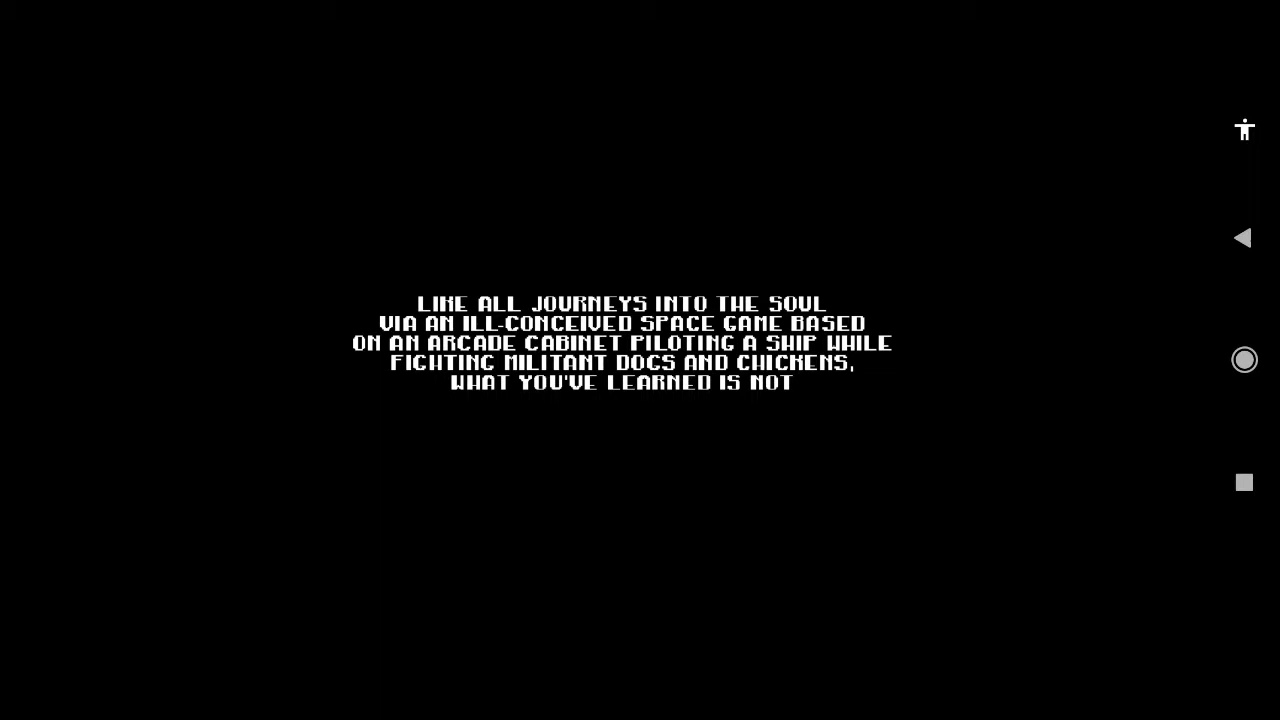 LIKE ALL JOURNEYS INTO THE SOUL
VIA AN ILL-CONCEIVED SPACE GAME BASED
ON AN ARCADE CABINET PILOTING A SHIP WHILE
FIGHTING MILITANT DOGS AND CHICKENS,
WHAT YOU'VE LEARNED IS NOT